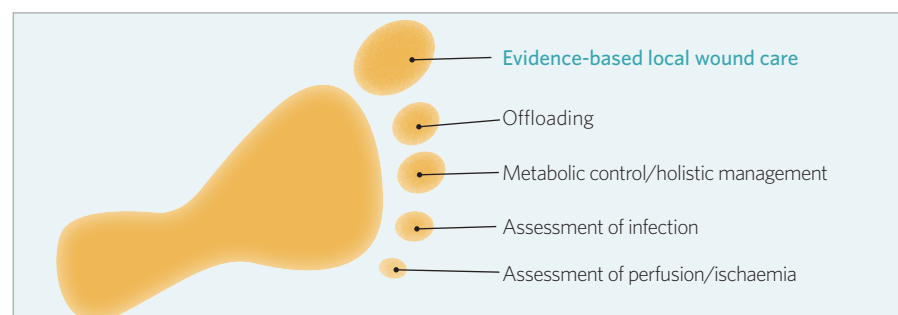 Evidence-based local wound care
Offloading
Metabolic control/holistic management
Assessment of infection
Assessment of perfusion/ischaemia